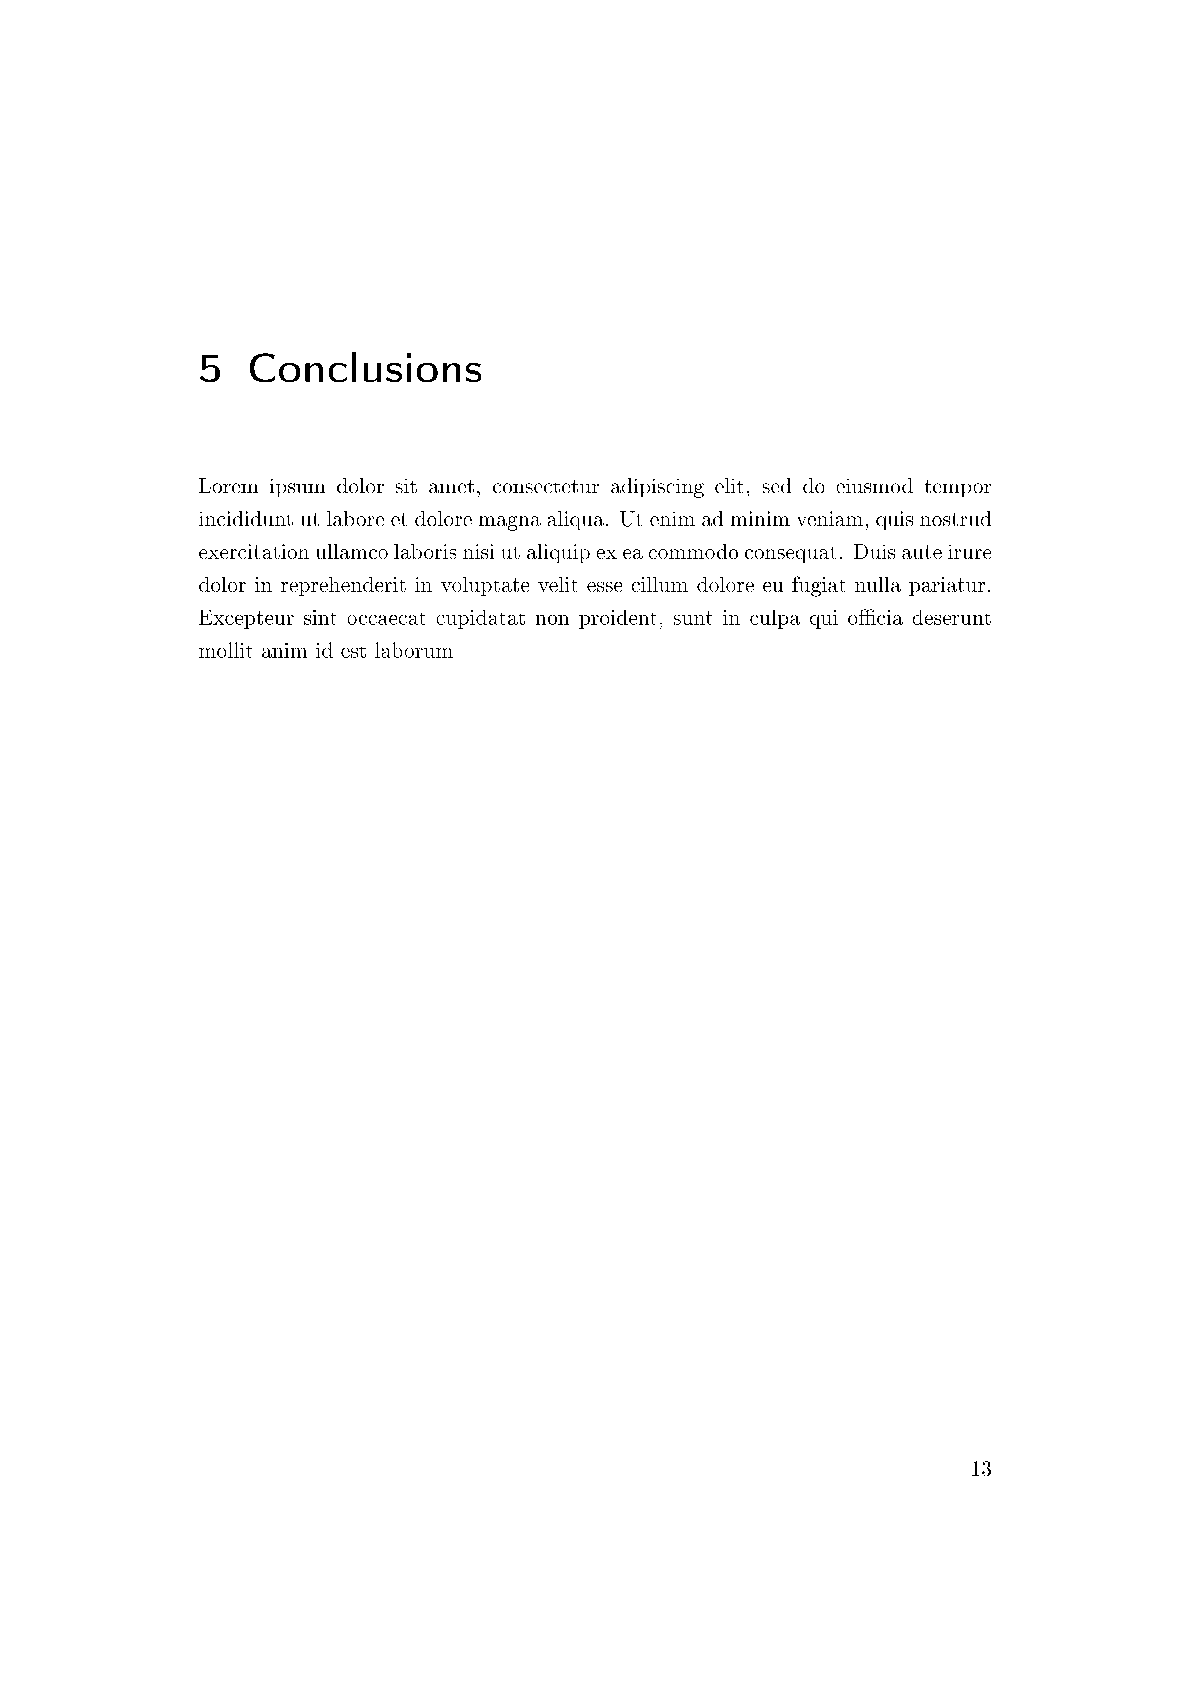 5 Conclusions
Lorem ipsum dolor sit amet, consectetur adipiscing elit, sed do eiusmod tempor
incididunt ut labore et dolore magna aliqua. Ut enim ad minim veniam, quis nostrud
exercitation ullamco laboris nisi ut aliquip ex ea commodo consequat. Duis aute irure
dolor in reprehenderit in voluptate velit esse cillum dolore eu fugiat nulla pariatur.
Excepteur sint occaecat cupidatat non proident, sunt in culpa qui officia deserunt
mollit anim id est laborum
13